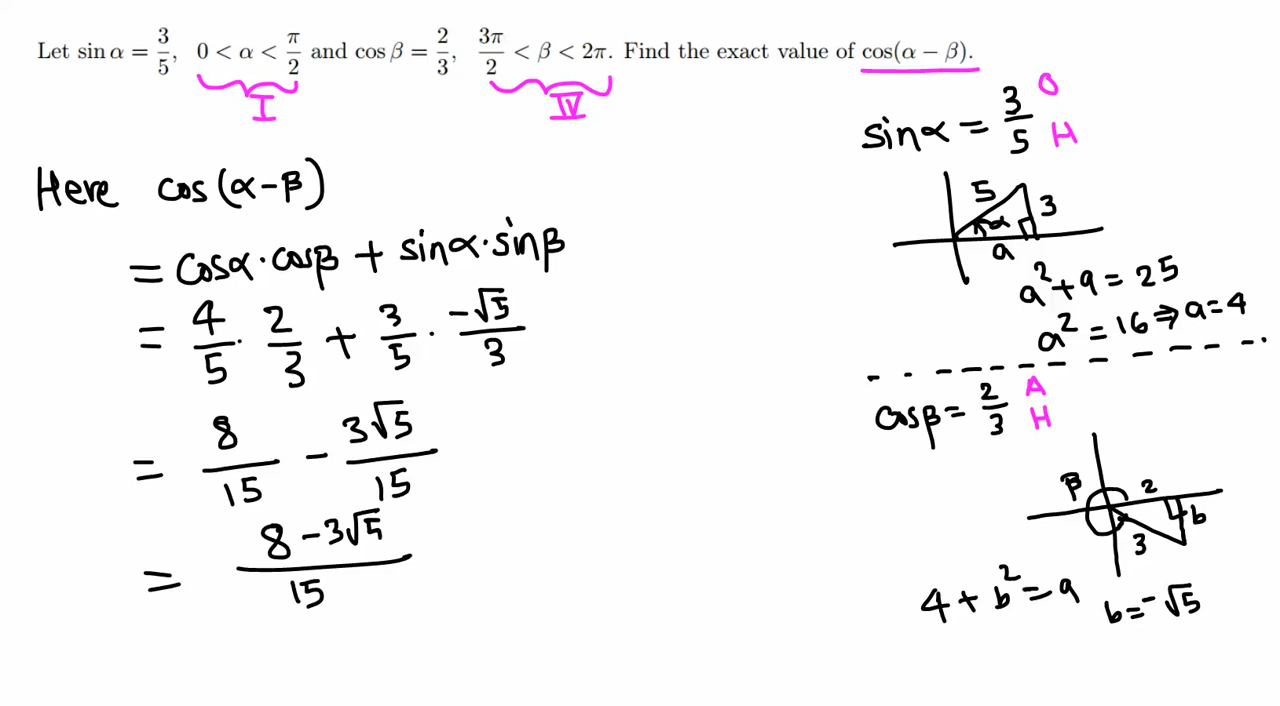 Let sin α = 3/5, 0 < α < π/2 and cos β = 2/3, 3π/2 < β < 2π. Find the exact value of cos(α − β).
I
IV
Here cos(α-β)
= cosα·cosβ + sinα·sinβ
= 4/5 · 2/3 + 3/5 · -√5/3
= 8/15 - 3√5/15
= 8-3√5/15
sinα = 3/5 O H
5
3
α
a
a²+9=25
a²=16⇒a=4
cosβ= 2/3 A H
β
2
b
3
4+b²=9
b=-√5